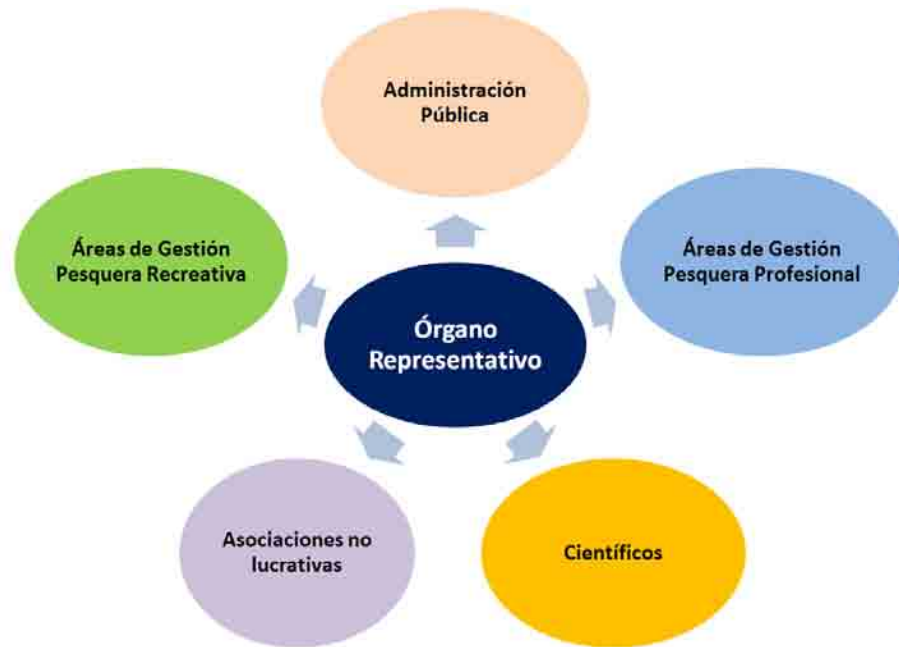 Administración
Pública
Áreas de Gestión
Pesquera Recreativa
Áreas de Gestión
Pesquera Profesional
Órgano
Representativo
Asociaciones no
lucrativas
Científicos